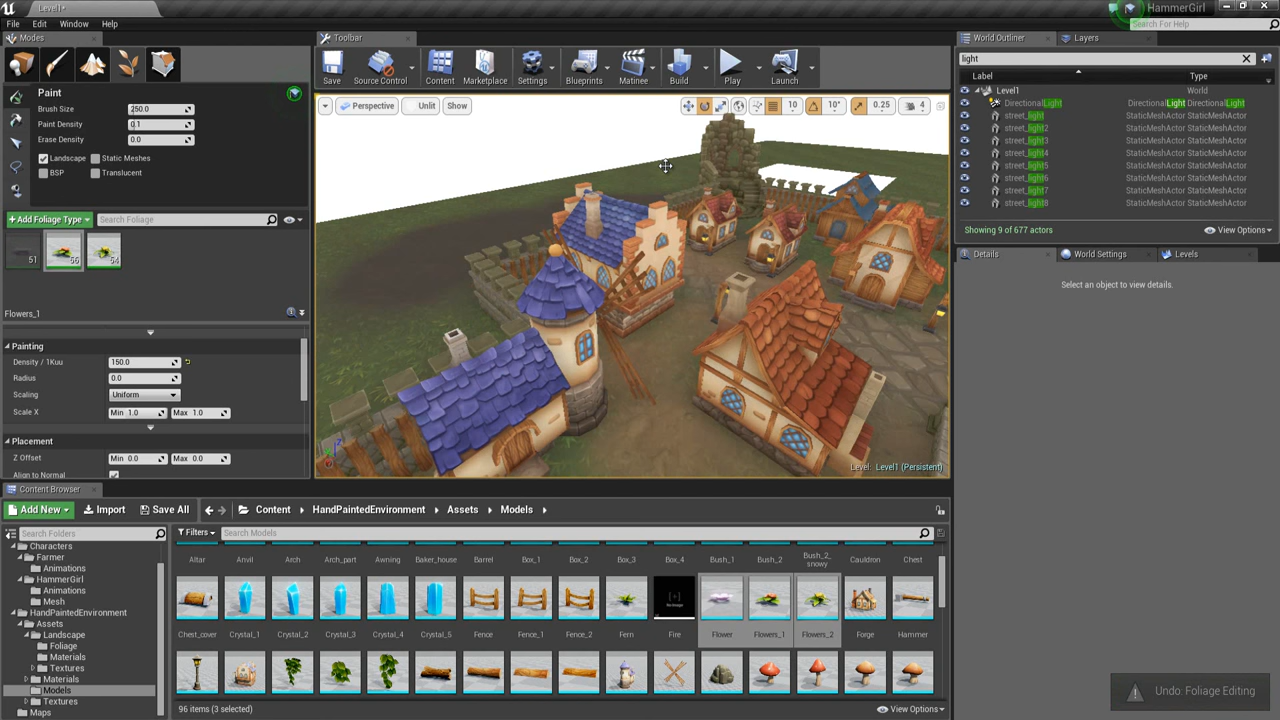 Level1*
HammerGirl
File Edit Window Help
Search For Help
Modes
Toolbar
World Outliner
Layers
Save
Source Control
Content
Marketplace
Settings
Blueprints
Matinee
Build
Play
Launch
light
Label
Type
Level1 World
DirectionalLight DirectionalLight DirectionalLight
street_light StaticMeshActor StaticMeshActor
street_light2 StaticMeshActor StaticMeshActor
street_light3 StaticMeshActor StaticMeshActor
street_light4 StaticMeshActor StaticMeshActor
street_light5 StaticMeshActor StaticMeshActor
street_light6 StaticMeshActor StaticMeshActor
street_light7 StaticMeshActor StaticMeshActor
street_light8 StaticMeshActor StaticMeshActor
Showing 9 of 677 actors
View Options
Details
World Settings
Levels
Select an object to view details.
Paint
Brush Size 250.0
Paint Density 0.1
Erase Density 0.0
Landscape Static Meshes
BSP Translucent
+Add Foliage Type
Search Foliage
51 55 54
Flowers_1
Painting
Density / 1Kuu 150.0
Radius 0.0
Scaling Uniform
Scale X Min 1.0 Max 1.0
Placement
Z Offset Min 0.0 Max 0.0
Align to Normal
Perspective Unlit Show
10 10° 0.25 4
Level: Level1 (Persistent)
Content Browser
Add New Import Save All Content HandPaintedEnvironment Assets Models
Search Folders
Filters
Search Models
Characters
Farmer
Animations
HammerGirl
Animations
Mesh
HandPaintedEnvironment
Assets
Landscape
Foliage
Materials
Textures
Materials
Models
Textures
Maps
Altar Anvil Arch Arch_part Awning Baker_house Barrel Box_1 Box_2 Box_3 Box_4 Bush_1 Bush_2 Bush_2_snowy Cauldron Chest
Chest_cover Crystal_1 Crystal_2 Crystal_3 Crystal_4 Crystal_5 Fence Fence_1 Fence_2 Fern Fire Flower Flowers_1 Flowers_2 Forge Hammer
96 items (3 selected)
View Options
Undo: Foliage Editing